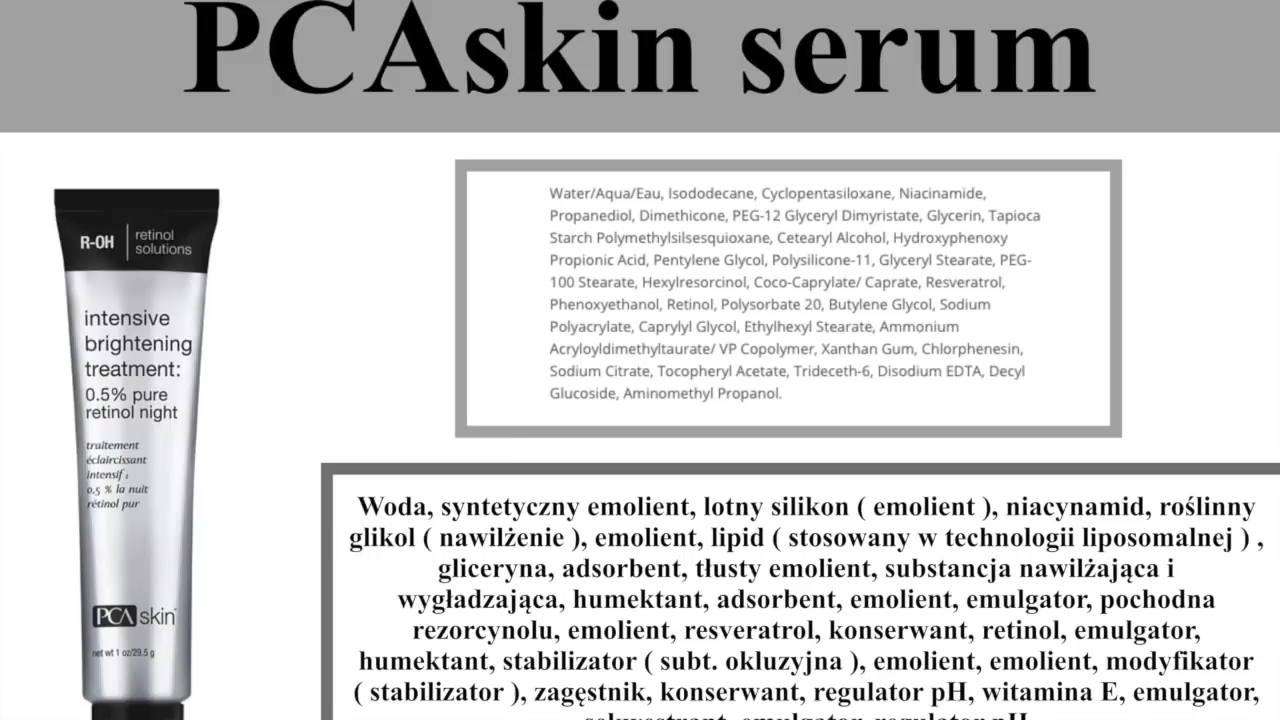 PCAskin serum
R-OH
retinol
solutions
intensive
brightening
treatment:
0.5% pure
retinol night
traitement
éclaircissant
intensif :
0,5 % la nuit
rétinol pur
PCA skin
net wt 1 oz/29.5 g
Water/Aqua/Eau, Isododecane, Cyclopentasiloxane, Niacinamide,
Propanediol, Dimethicone, PEG-12 Glyceryl Dimyristate, Glycerin, Tapioca
Starch Polymethylsilsesquioxane, Cetearyl Alcohol, Hydroxyphenoxy
Propionic Acid, Pentylene Glycol, Polysilicone-11, Glyceryl Stearate, PEG-
100 Stearate, Hexylresorcinol, Coco-Caprylate/ Caprate, Resveratrol,
Phenoxyethanol, Retinol, Polysorbate 20, Butylene Glycol, Sodium
Polyacrylate, Caprylyl Glycol, Ethylhexyl Stearate, Ammonium
Acryloyldimethyltaurate/ VP Copolymer, Xanthan Gum, Chlorphenesin,
Sodium Citrate, Tocopheryl Acetate, Trideceth-6, Disodium EDTA, Decyl
Glucoside, Aminomethyl Propanol.
Woda, syntetyczny emolient, lotny silikon ( emolient ), niacynamid, roślinny
glikol ( nawilżenie ), emolient, lipid ( stosowany w technologii liposomalnej ) ,
gliceryna, adsorbent, tłusty emolient, substancja nawilżająca i
wygładzająca, humektant, adsorbent, emolient, emulgator, pochodna
rezorcynolu, emolient, resveratrol, konserwant, retinol, emulgator,
humektant, stabilizator ( subt. okluzyjna ), emolient, emolient, modyfikator
( stabilizator ), zagęstnik, konserwant, regulator pH, witamina E, emulgator,
sekwestrant, emulgator, regulator pH